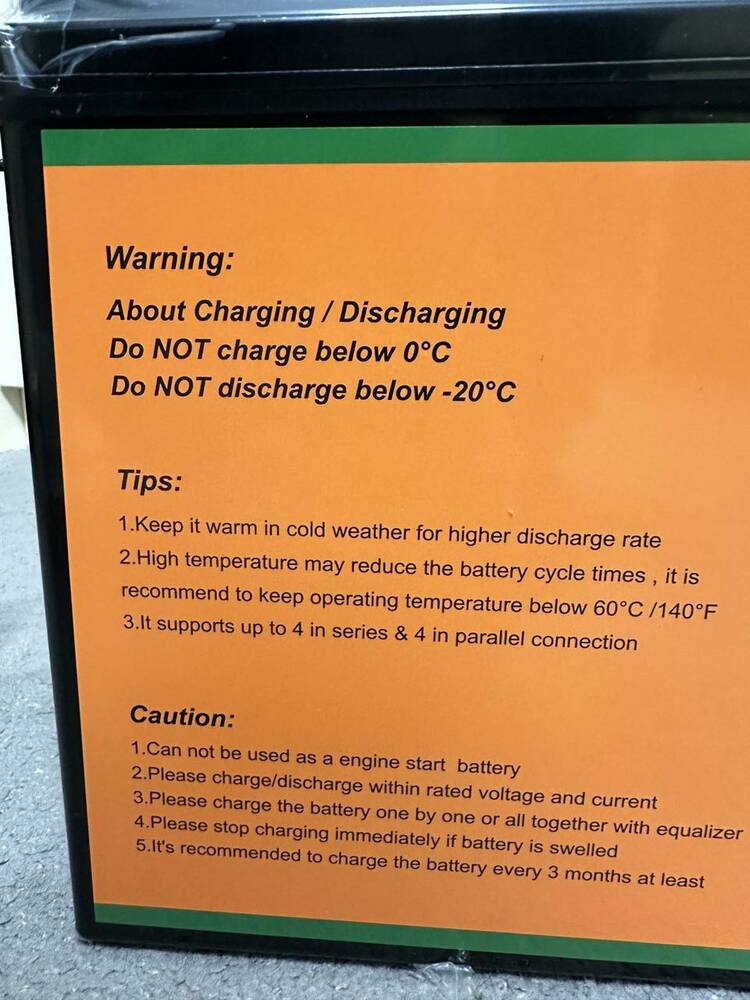 Warning:
About Charging / Discharging
Do NOT charge below 0°C
Do NOT discharge below -20°C
Tips:
1.Keep it warm in cold weather for higher discharge rate
2.High temperature may reduce the battery cycle times , it is
recommend to keep operating temperature below 60°C /140°F
3.It supports up to 4 in series & 4 in parallel connection
Caution:
1.Can not be used as a engine start  battery
2.Please charge/discharge within rated voltage and current
3.Please charge the battery one by one or all together with equalizer
4.Please stop charging immediately if battery is swelled
5.It's recommended to charge the battery every 3 months at least